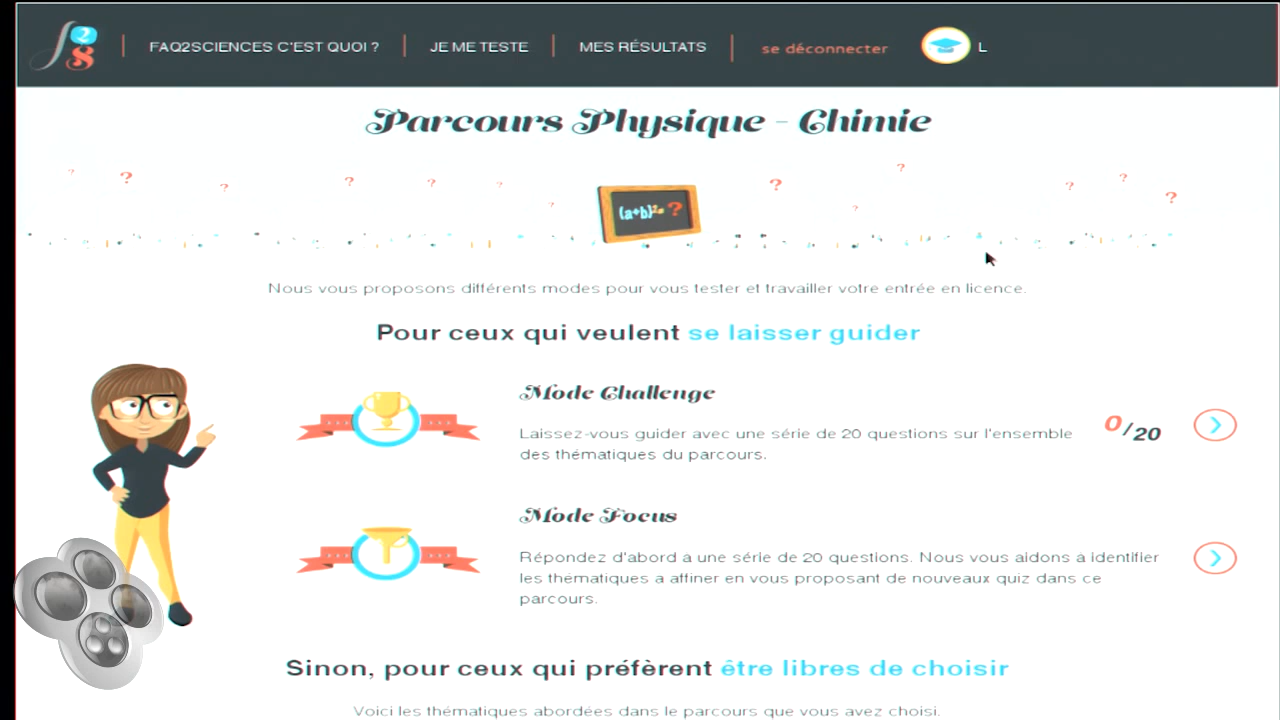 f2s
FAQ2SCIENCES C'EST QUOI ?
JE ME TESTE
MES RÉSULTATS
se déconnecter
L
Parcours Physique - Chimie
(a+b)²= ?
Nous vous proposons différents modes pour vous tester et travailler votre entrée en licence.
Pour ceux qui veulent se laisser guider
Mode Challenge
Laissez-vous guider avec une série de 20 questions sur l'ensemble
des thématiques du parcours.
0/20
Mode Focus
Répondez d'abord à une série de 20 questions. Nous vous aidons à identifier
les thématiques à affiner en vous proposant de nouveaux quiz dans ce
parcours.
Sinon, pour ceux qui préfèrent être libres de choisir
Voici les thématiques abordées dans le parcours que vous avez choisi.